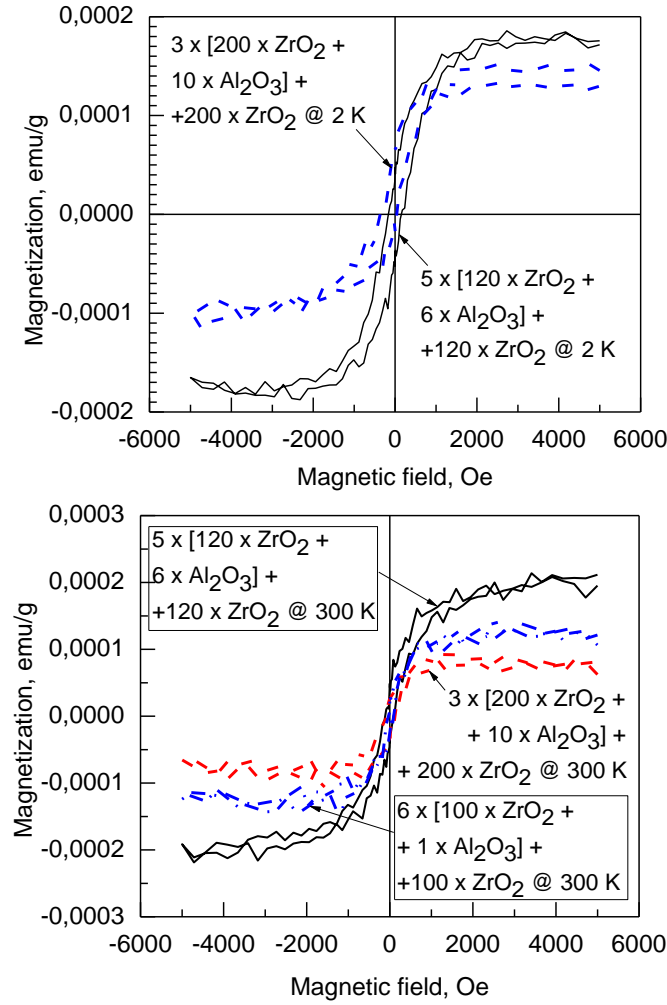 0,0002
0,0001
0,0000
-0,0001
-0,0002
Magnetization, emu/g
3 x [200 x ZrO2 +
10 x Al2O3] +
+200 x ZrO2 @ 2 K
5 x [120 x ZrO2 +
6 x Al2O3] +
+120 x ZrO2 @ 2 K
-6000 -4000 -2000 0 2000 4000 6000
Magnetic field, Oe
0,0003
0,0002
0,0001
0,0000
-0,0001
-0,0002
-0,0003
Magnetization, emu/g
5 x [120 x ZrO2 +
6 x Al2O3] +
+120 x ZrO2 @ 300 K
3 x [200 x ZrO2 +
+ 10 x Al2O3] +
+ 200 x ZrO2 @ 300 K
6 x [100 x ZrO2 +
+ 1 x Al2O3] +
+100 x ZrO2 @ 300 K
-6000 -4000 -2000 0 2000 4000 6000
Magnetic field, Oe